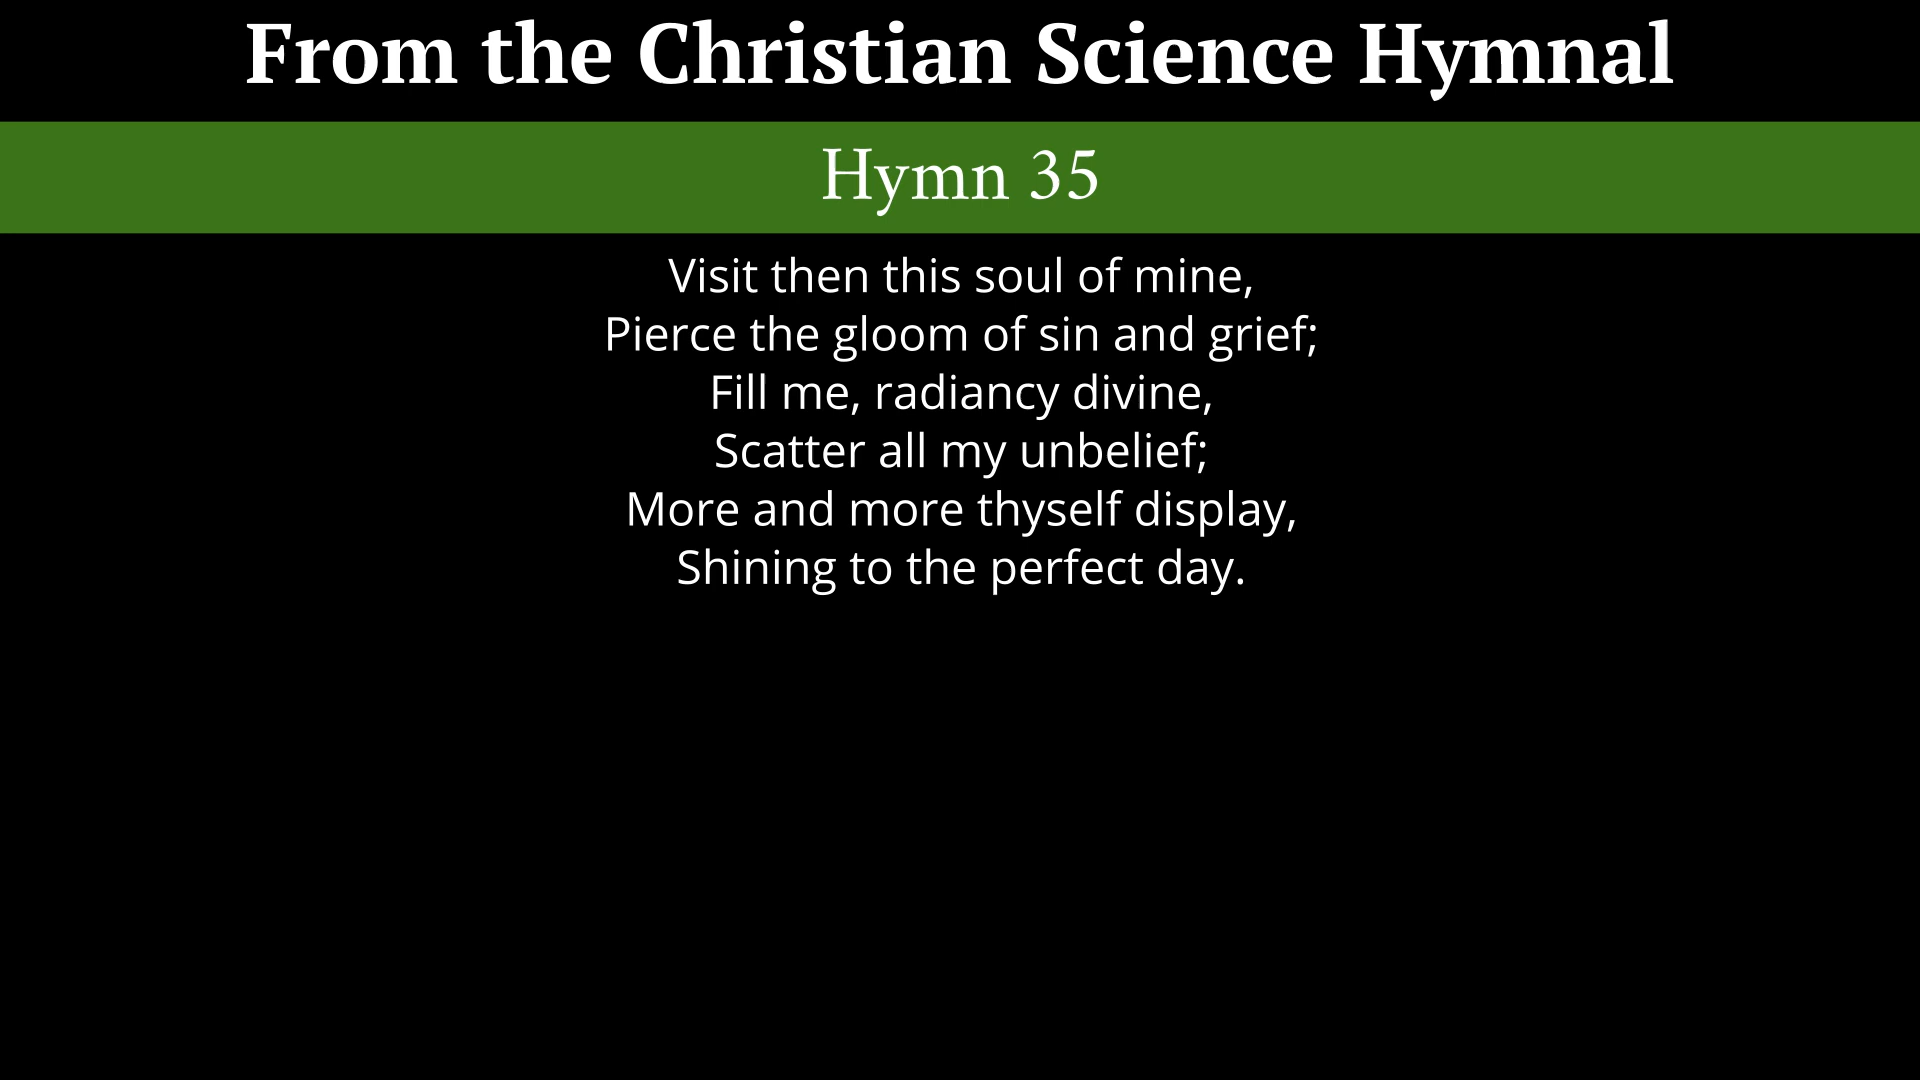 From the Christian Science Hymnal
Hymn 35
Visit then this soul of mine,
Pierce the gloom of sin and grief;
Fill me, radiancy divine,
Scatter all my unbelief;
More and more thyself display,
Shining to the perfect day.